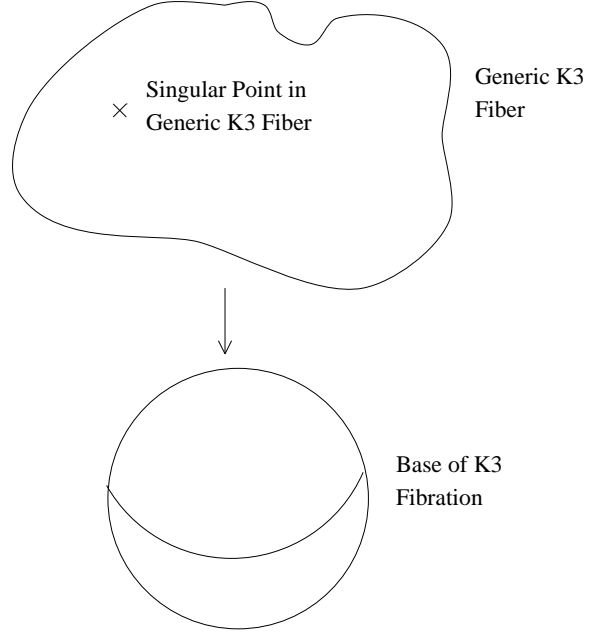 Singular Point in
Generic K3 Fiber
Generic K3
Fiber
Base of K3
Fibration